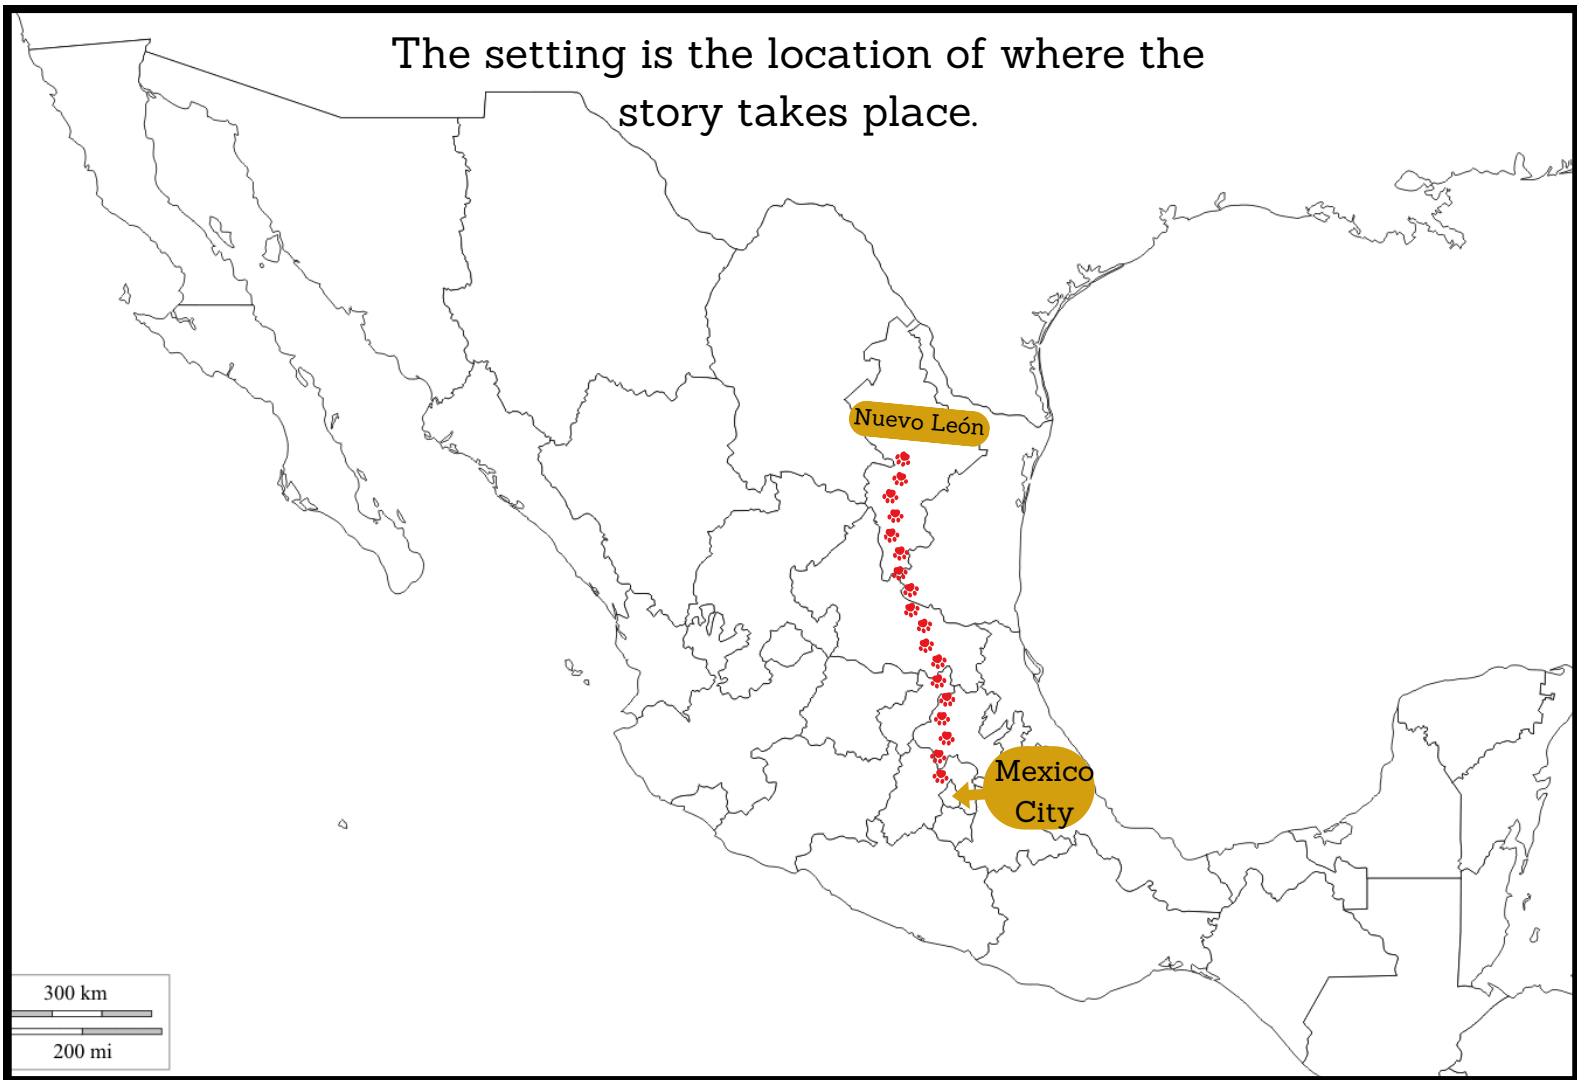 The setting is the location of where the
story takes place.
Nuevo León
Mexico
City
300 km
200 mi